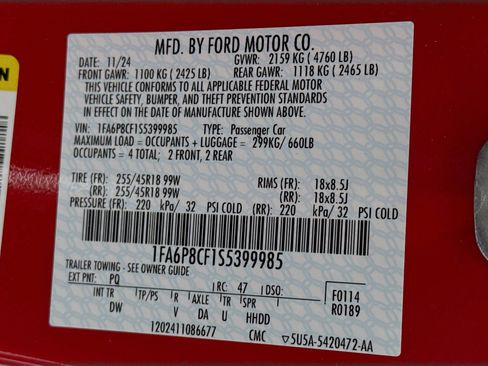 MFD. BY FORD MOTOR CO.
DATE: 11/24 GVWR: 2159 KG ( 4760 LB)
FRONT GAWR: 1100 KG ( 2425 LB) REAR GAWR: 1118 KG ( 2465 LB)
THIS VEHICLE CONFORMS TO ALL APPLICABLE FEDERAL MOTOR
VEHICLE SAFETY, BUMPER, AND THEFT PREVENTION STANDARDS
IN EFFECT ON THE DATE OF MANUFACTURE SHOWN ABOVE.
VIN: 1FA6P8CF1S5399985 TYPE: Passenger Car
MAXIMUM LOAD = OCCUPANTS + LUGGAGE = 299KG/ 660LB
OCCUPANTS = 4 TOTAL; 2 FRONT, 2 REAR
TIRE (FR): 255/45R18 99W RIMS (FR): 18x8.5J
(RR): 255/45R18 99W (RR): 18x8.5J
PRESSURE (FR): 220 kPa/ 32 PSI COLD (RR): 220 kPa/ 32 PSI COLD
1FA6P8CF1S5399985
TRAILER TOWING - SEE OWNER GUIDE
EXT PNT: PQ RC: 47 DSO: F0114
R0189
INT TR TP/PS R AXLE TR SPR
DW V DA U HHDD
1202411086677 CMC ▽5U5A-5420472-AA